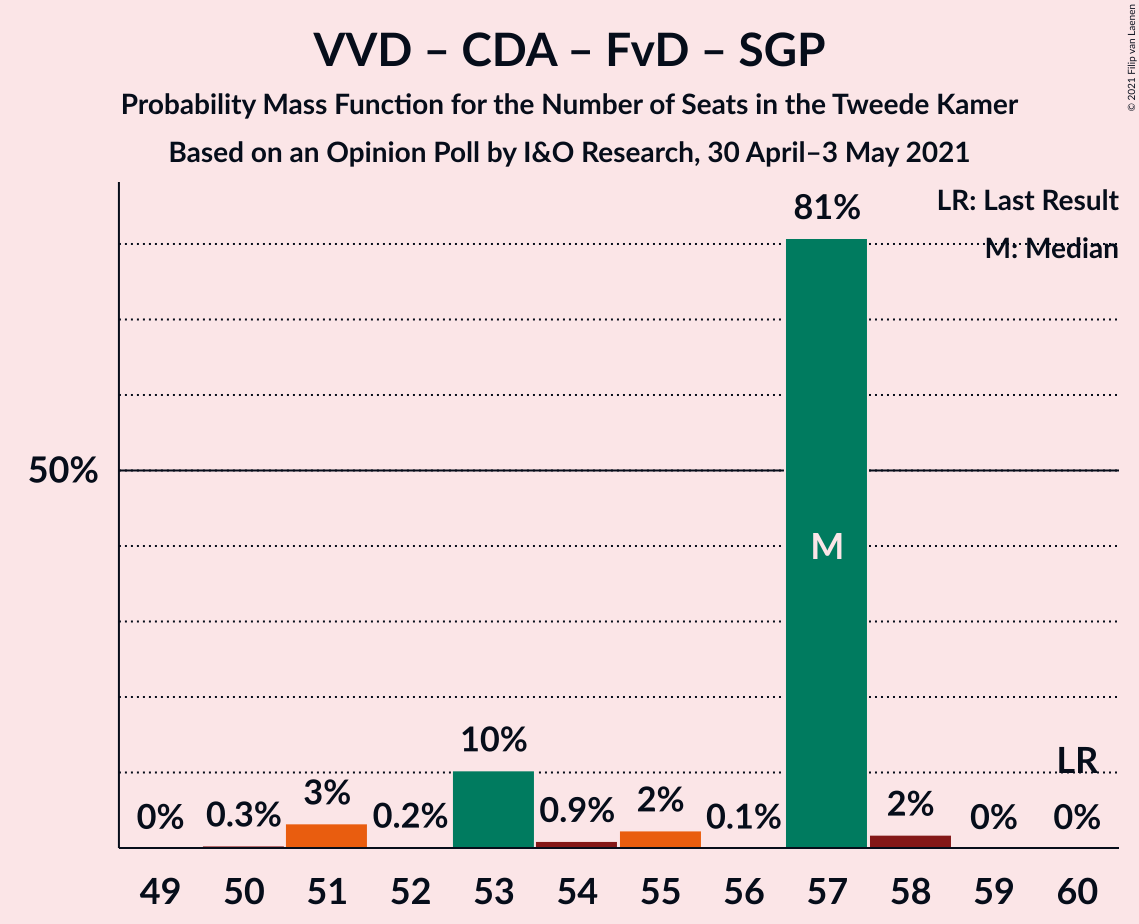 VVD – CDA – FvD – SGP
Probability Mass Function for the Number of Seats in the Tweede Kamer
Based on an Opinion Poll by I&O Research, 30 April–3 May 2021
© 2021 Filip van Laenen
LR: Last Result
M: Median
50%
0%
0.3%
3%
0.2%
10%
0.9%
2%
0.1%
81%
M
2%
0%
LR
0%
49 50 51 52 53 54 55 56 57 58 59 60